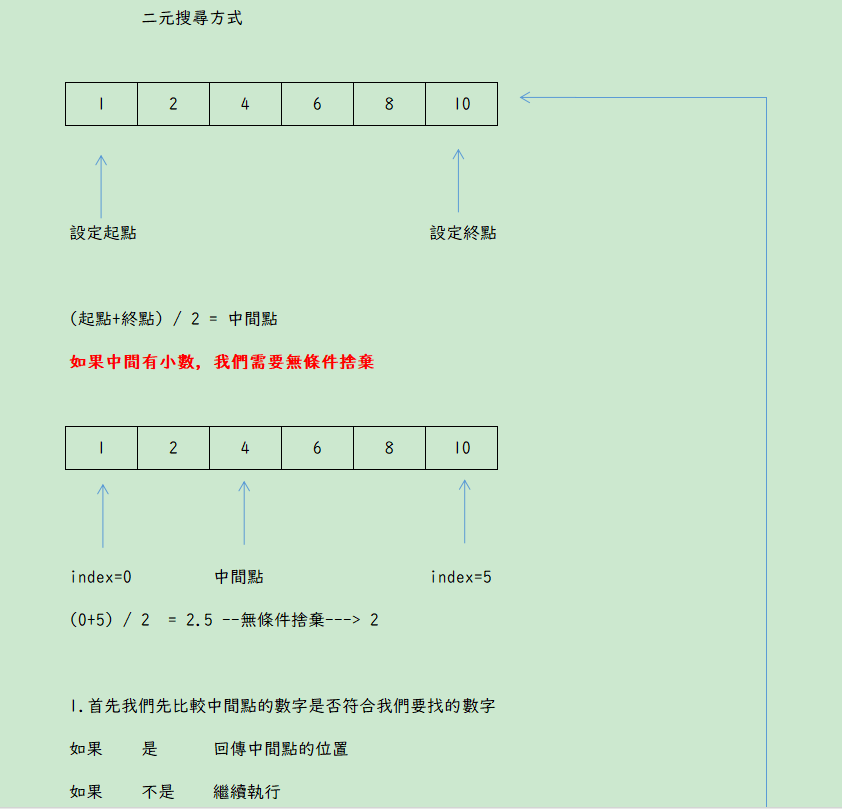 二元搜尋方式
1 2 4 6 8 10
設定起點 設定終點
(起點+終點) / 2 = 中間點
如果中間有小數, 我們需要無條件捨棄
1 2 4 6 8 10
index=0 中間點 index=5
(0+5) / 2 = 2.5 --無條件捨棄---> 2
1.首先我們先比較中間點的數字是否符合我們要找的數字
如果 是 回傳中間點的位置
如果 不是 繼續執行